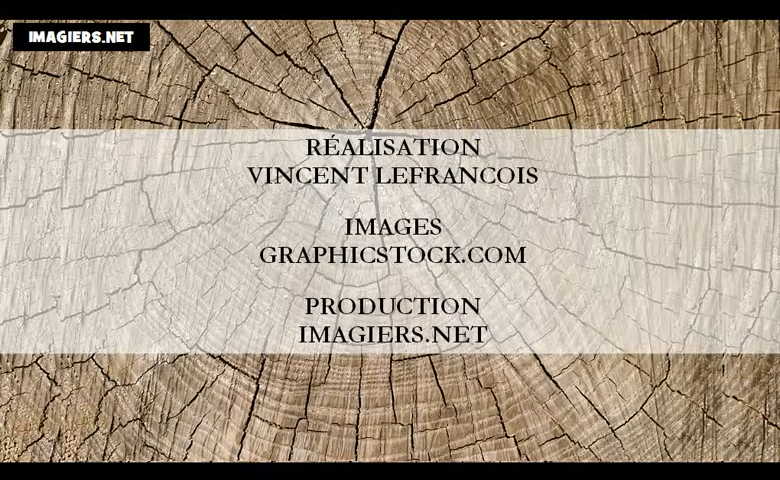 IMAGIERS.NET
RÉALISATION
VINCENT LEFRANCOIS
IMAGES
GRAPHICSTOCK.COM
PRODUCTION
IMAGIERS.NET